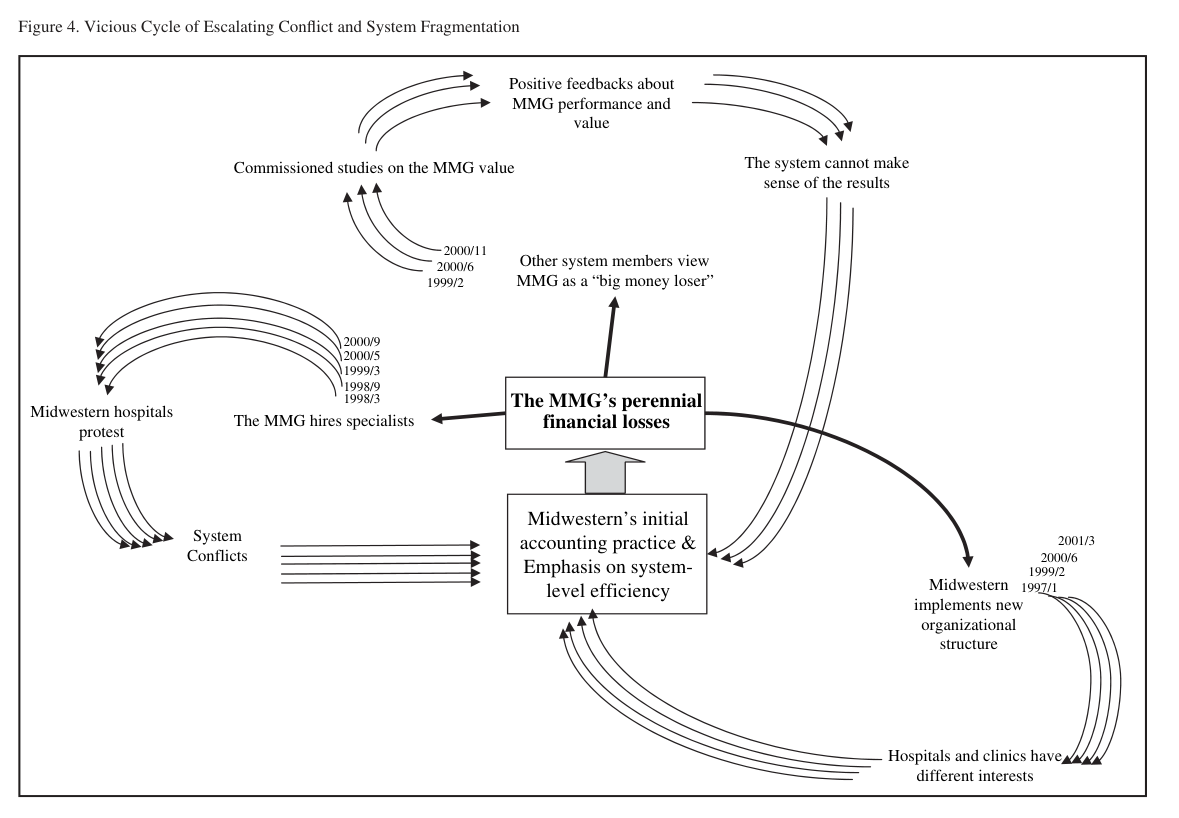 Figure 4. Vicious Cycle of Escalating Conflict and System Fragmentation
Positive feedbacks about
MMG performance and
value
Commissioned studies on the MMG value
The system cannot make
sense of the results
2000/11
2000/6
1999/2
Other system members view
MMG as a “big money loser”
2000/9
2000/5
1999/3
1998/9
1998/3
Midwestern hospitals
protest
The MMG hires specialists
The MMG’s perennial
financial losses
System
Conflicts
Midwestern’s initial
accounting practice &
Emphasis on system-
level efficiency
2001/3
2000/6
1999/2
1997/1
Midwestern
implements new
organizational
structure
Hospitals and clinics have
different interests